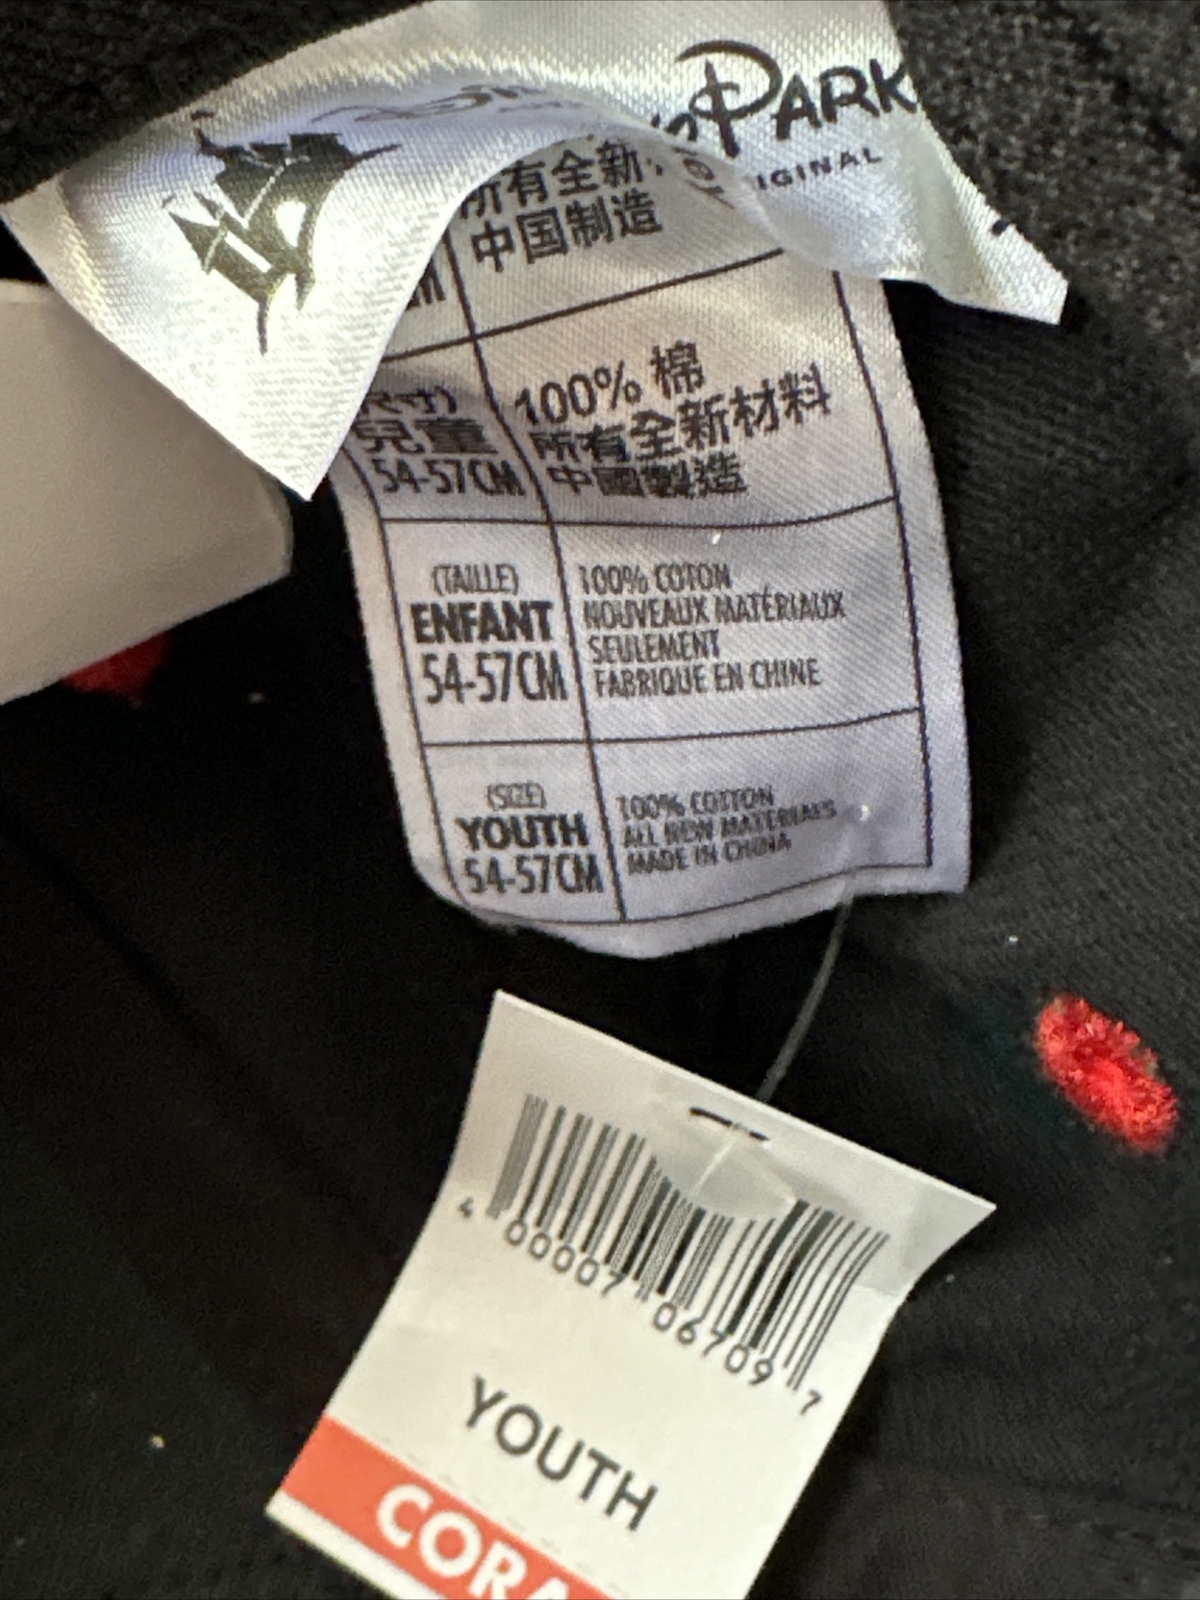 PARK
IGINAL
所有全新
中国制造
(尺寸)
兒童
54-57CM
100% 棉
所有全新材料
中國製造
(TAILLE)
ENFANT
54-57CM
100% COTON
NOUVEAUX MATÉRIAUX
SEULEMENT
FABRIQUE EN CHINE
(SIZE)
YOUTH
54-57CM
100% COTTON
ALL NEW MATERIALS
MADE IN CHINA
4 00007 06709 7
YOUTH
CORA